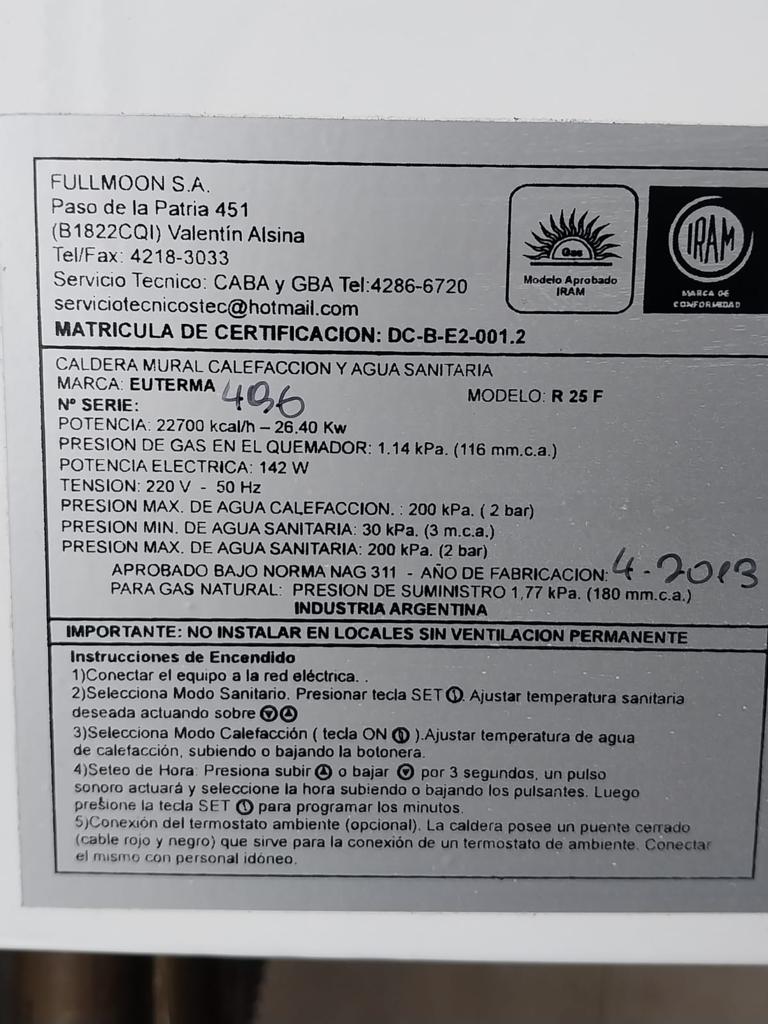 FULLMOON S.A.
Paso de la Patria 451
(B1822CQI) Valentín Alsina
Tel/Fax: 4218-3033
Servicio Tecnico: CABA y GBA Tel:4286-6720
serviciotecnicostec@hotmail.com
MATRICULA DE CERTIFICACION: DC-B-E2-001.2
Gas
Modelo Aprobado
IRAM
IRAM
MARCA DE
CONFORMIDAD
CALDERA MURAL CALEFACCION Y AGUA SANITARIA
MARCA: EUTERMA MODELO: R 25 F
Nº SERIE:
POTENCIA: 22700 kcal/h – 26.40 Kw
PRESION DE GAS EN EL QUEMADOR: 1.14 kPa. (116 mm.c.a.)
POTENCIA ELECTRICA: 142 W
TENSION: 220 V - 50 Hz
PRESION MAX. DE AGUA CALEFACCION. : 200 kPa. ( 2 bar)
PRESION MIN. DE AGUA SANITARIA: 30 kPa. (3 m.c.a.)
PRESION MAX. DE AGUA SANITARIA: 200 kPa. (2 bar)
APROBADO BAJO NORMA NAG 311 - AÑO DE FABRICACION: 4-2013
PARA GAS NATURAL: PRESION DE SUMINISTRO 1,77 kPa. (180 mm.c.a.)
INDUSTRIA ARGENTINA
IMPORTANTE: NO INSTALAR EN LOCALES SIN VENTILACION PERMANENTE
Instrucciones de Encendido
1)Conectar el equipo a la red eléctrica. .
2)Selecciona Modo Sanitario. Presionar tecla SET. Ajustar temperatura sanitaria
deseada actuando sobre
3)Selecciona Modo Calefacción ( tecla ON ).Ajustar temperatura de agua
de calefacción, subiendo o bajando la botonera.
4)Seteo de Hora: Presiona subir o bajar por 3 segundos, un pulso
sonoro actuará y seleccione la hora subiendo o bajando los pulsantes. Luego
presione la tecla SET para programar los minutos.
5)Conexión del termostato ambiente (opcional). La caldera posee un puente cerrado
(cable rojo y negro) que sirve para la conexión de un termostato de ambiente. Conectar
el mismo con personal idóneo.